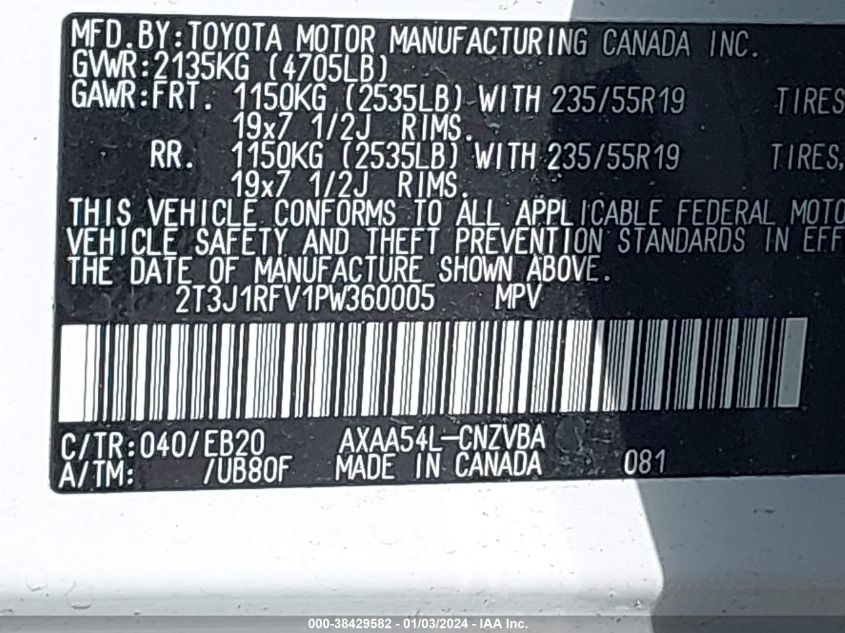 MFD.BY:TOYOTA MOTOR MANUFACTURING CANADA INC.
GVWR:2135KG (4705LB)
GAWR:FRT. 1150KG (2535LB) WITH 235/55R19 TIRES
19x7 1/2J RIMS.
RR. 1150KG (2535LB) WITH 235/55R19 TIRES,
19x7 1/2J RIMS.
THIS VEHICLE CONFORMS TO ALL APPLICABLE FEDERAL MOTO
VEHICLE SAFETY AND THEFT PREVENTION STANDARDS IN EFF
THE DATE OF MANUFACTURE SHOWN ABOVE.
2T3J1RFV1PW360005 MPV
C/TR:040/EB20 AXAA54L-CNZVBA
A/TM: /UB80F MADE IN CANADA 081
000-38429582 - 01/03/2024 - IAA Inc.